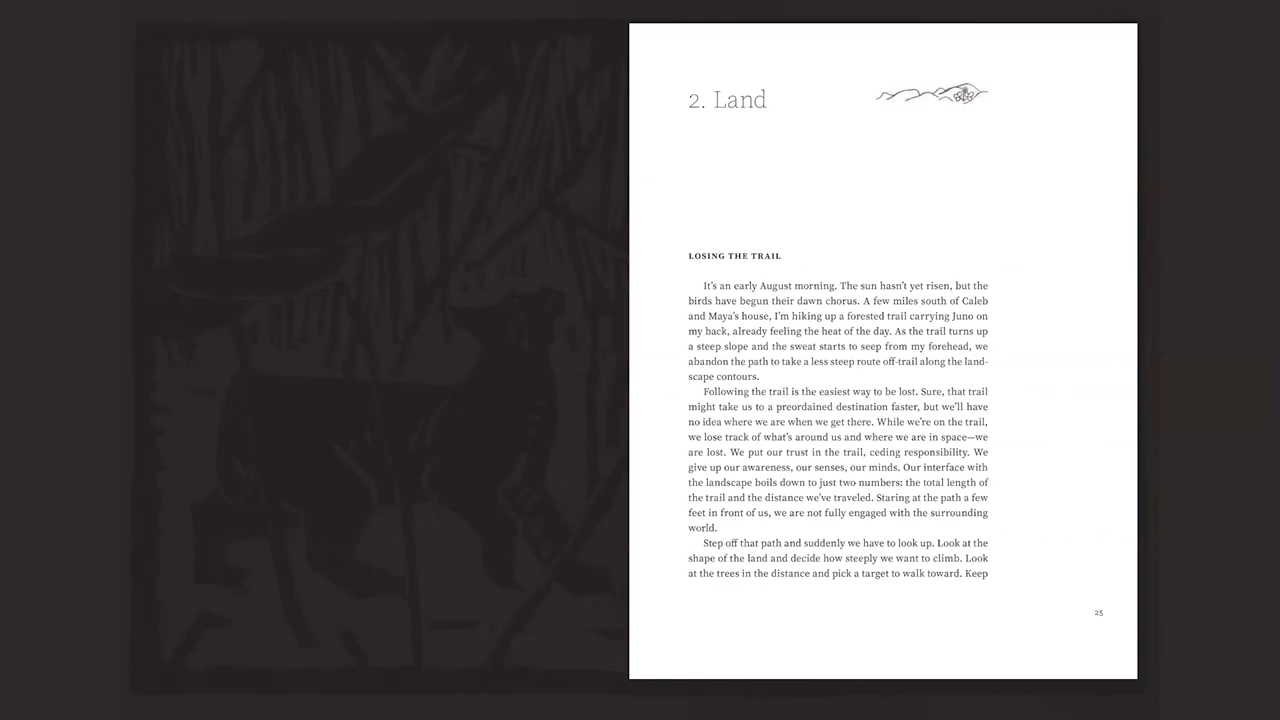 2. Land
LOSING THE TRAIL
It's an early August morning. The sun hasn't yet risen, but the
birds have begun their dawn chorus. A few miles south of Caleb
and Maya's house, I'm hiking up a forested trail carrying Juno on
my back, already feeling the heat of the day. As the trail turns up
a steep slope and the sweat starts to seep from my forehead, we
abandon the path to take a less steep route off-trail along the land-
scape contours.
Following the trail is the easiest way to be lost. Sure, that trail
might take us to a preordained destination faster, but we'll have
no idea where we are when we get there. While we're on the trail,
we lose track of what's around us and where we are in space—we
are lost. We put our trust in the trail, ceding responsibility. We
give up our awareness, our senses, our minds. Our interface with
the landscape boils down to just two numbers: the total length of
the trail and the distance we've traveled. Staring at the path a few
feet in front of us, we are not fully engaged with the surrounding
world.
Step off that path and suddenly we have to look up. Look at the
shape of the land and decide how steeply we want to climb. Look
at the trees in the distance and pick a target to walk toward. Keep
25